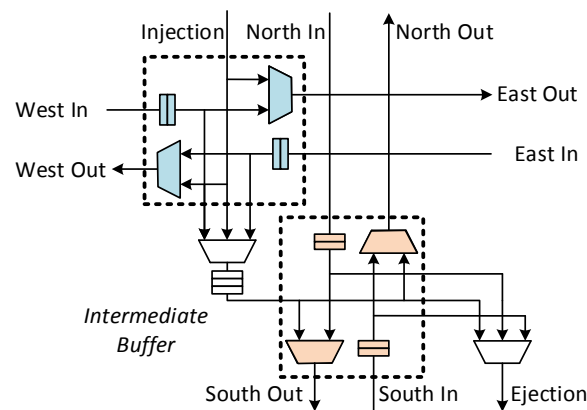 Injection North In North Out
West In
East Out
West Out
East In
Intermediate
Buffer
South Out South In Ejection